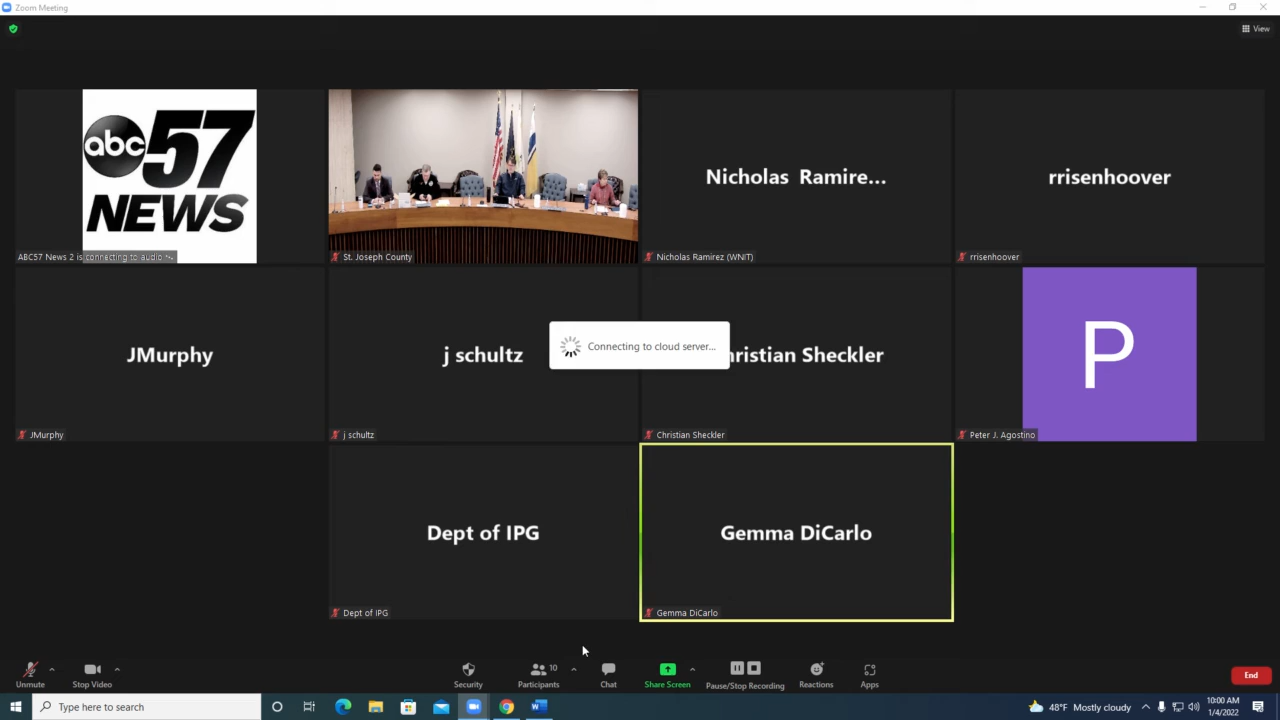 Zoom Meeting
View
abc 57
NEWS
ABC57 News 2 is connecting to audio
St. Joseph County
Nicholas Ramire...
Nicholas Ramirez (WNIT)
rrisenhoover
rrisenhoover
JMurphy
JMurphy
j schultz
j schultz
Connecting to cloud server...
hristian Sheckler
Christian Sheckler
P
Peter J. Agostino
Dept of IPG
Dept of IPG
Gemma DiCarlo
Gemma DiCarlo
Unmute
Stop Video
Security
Participants
10
Chat
Share Screen
Pause/Stop Recording
Reactions
Apps
End
Type here to search
48°F Mostly cloudy
10:00 AM
1/4/2022